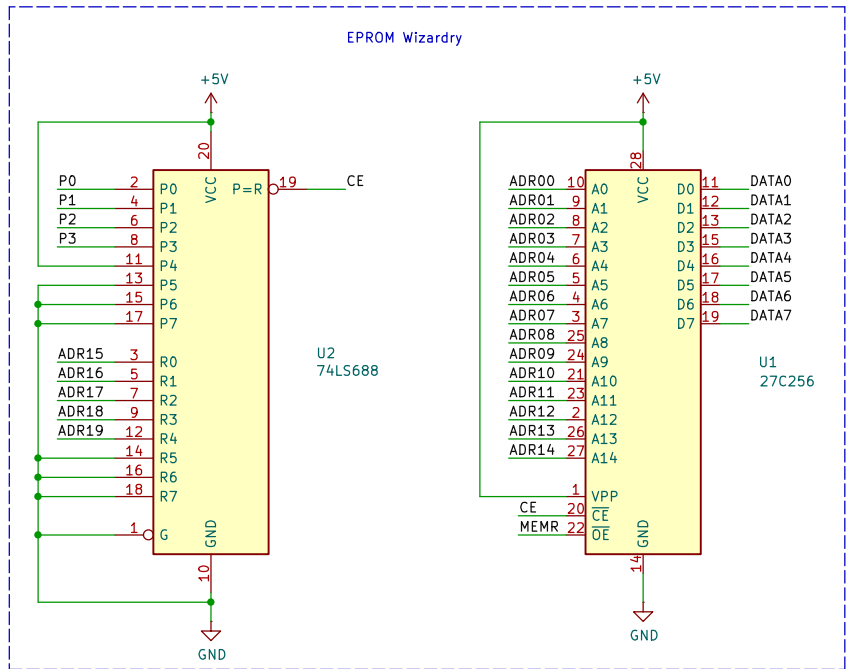 EPROM Wizardry
+5V
20
VCC
P0 2 P0
P1 4 P1
P2 6 P2
P3 8 P3
11 P4
13 P5
15 P6
17 P7
P=R 19 CE
ADR15 3 R0
ADR16 5 R1
ADR17 7 R2
ADR18 9 R3
ADR19 12 R4
14 R5
16 R6
18 R7
1 G
GND
10
GND
U2
74LS688
+5V
28
VCC
ADR00 10 A0
ADR01 9 A1
ADR02 8 A2
ADR03 7 A3
ADR04 6 A4
ADR05 5 A5
ADR06 4 A6
ADR07 3 A7
ADR08 25 A8
ADR09 24 A9
ADR10 21 A10
ADR11 23 A11
ADR12 2 A12
ADR13 26 A13
ADR14 27 A14
1 VPP
CE 20 CE
MEMR 22 OE
D0 11 DATA0
D1 12 DATA1
D2 13 DATA2
D3 15 DATA3
D4 16 DATA4
D5 17 DATA5
D6 18 DATA6
D7 19 DATA7
GND
14
GND
U1
27C256